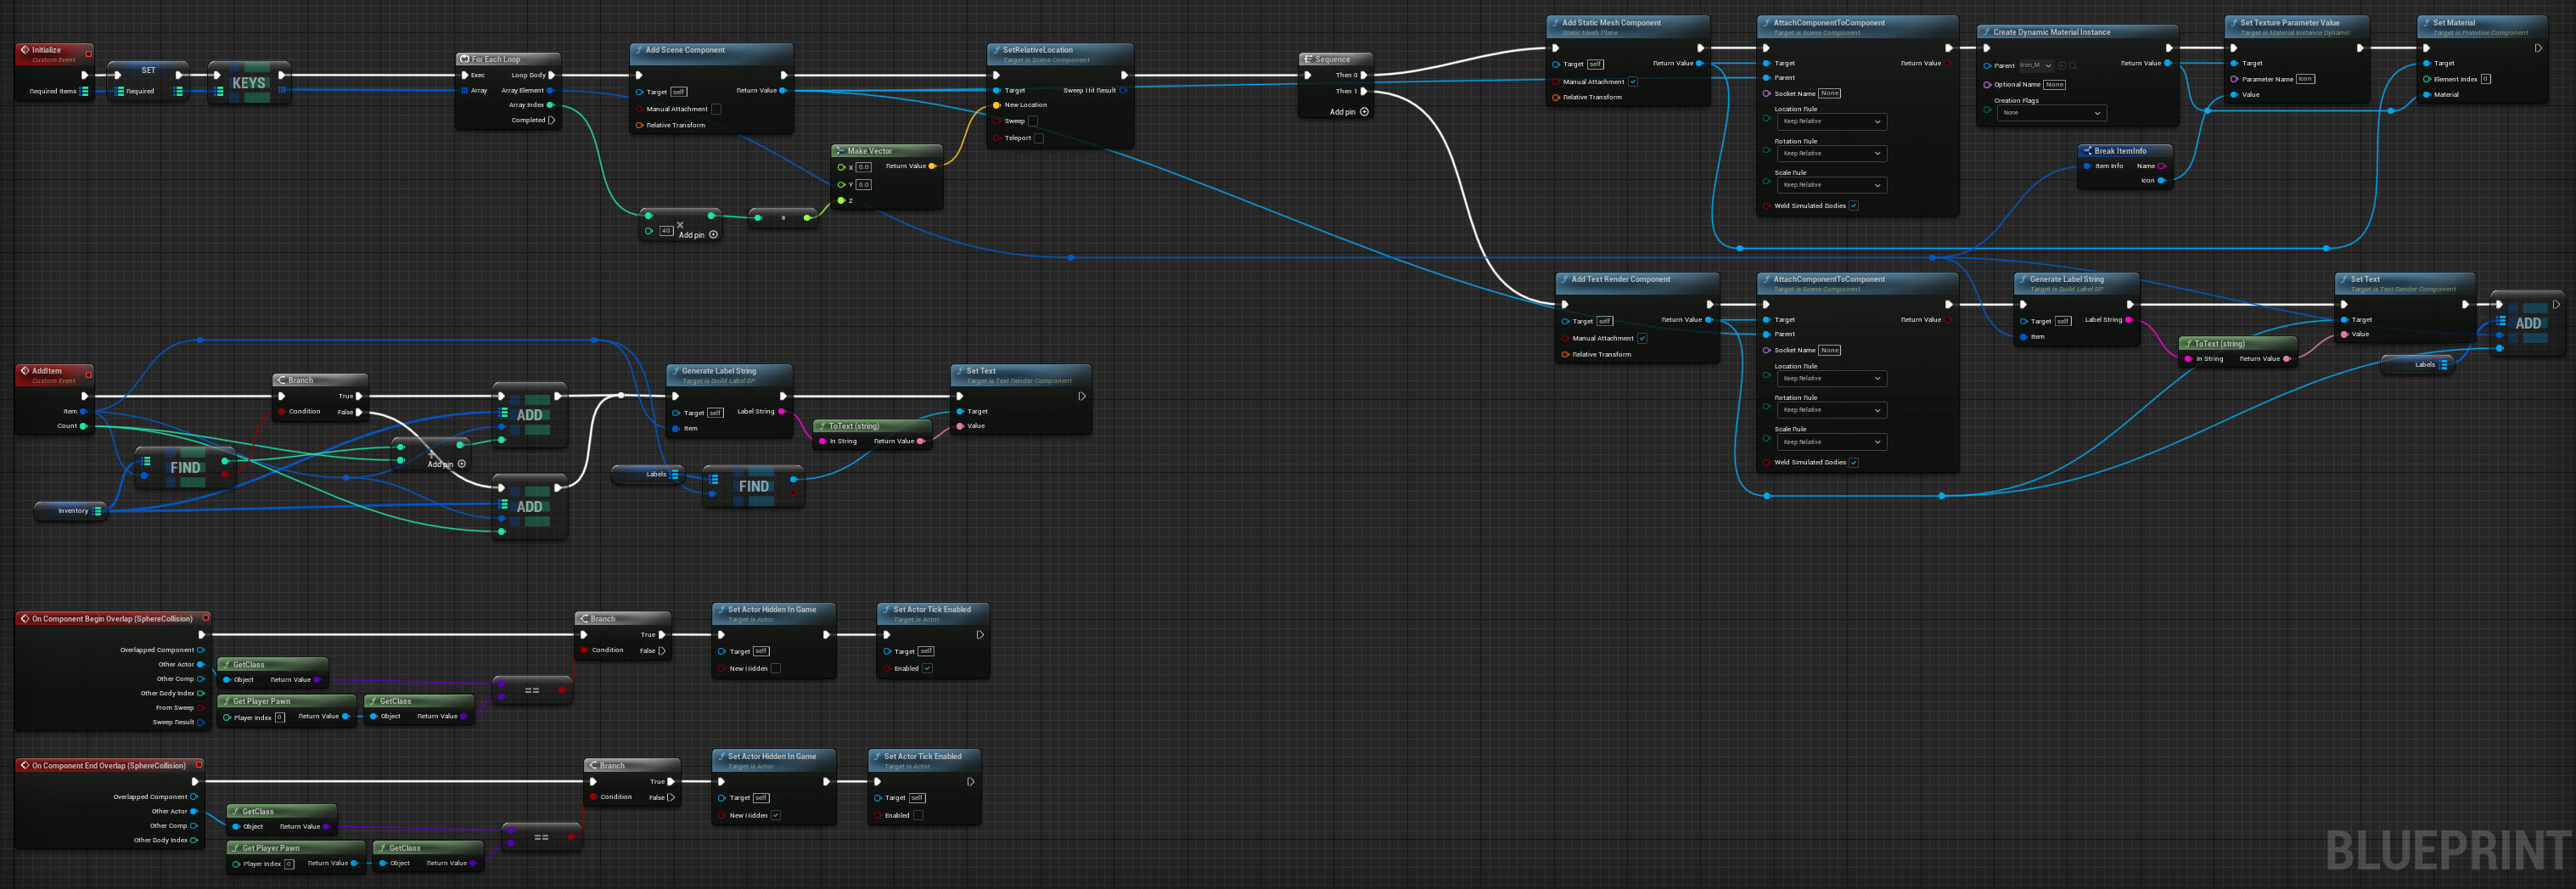 Initialize
Custom Event
Required Items
SET
Required
KEYS
For Each Loop
Exec
Loop Body
Array
Array Element
Array Index
Completed
Add Scene Component
Target
self
Return Value
Manual Attachment
Relative Transform
SetRelativeLocation
Target is Scene Component
Target
Sweep Hit Result
New Location
Sweep
Teleport
Make Vector
X 0.0
Return Value
Y 0.0
Z
40
Add pin
Sequence
Then 0
Then 1
Add pin
Add Static Mesh Component
Static Mesh Plane
Target
self
Return Value
Manual Attachment
Relative Transform
AttachComponentToComponent
Target is Scene Component
Target
Return Value
Parent
Socket Name None
Location Rule
Keep Relative
Rotation Rule
Keep Relative
Scale Rule
Keep Relative
Weld Simulated Bodies
Create Dynamic Material Instance
Parent Icon_M
Return Value
Optional Name None
Creation Flags
None
Set Texture Parameter Value
Target is Material Instance Dynamic
Target
Parameter Name Icon
Value
Set Material
Target is Primitive Component
Target
Element Index 0
Material
Break ItemInfo
Item Info
Name
Icon
Add Text Render Component
Target self
Return Value
Manual Attachment
Relative Transform
AttachComponentToComponent
Target is Scene Component
Target
Return Value
Parent
Socket Name None
Location Rule
Keep Relative
Rotation Rule
Keep Relative
Scale Rule
Keep Relative
Weld Simulated Bodies
Generate Label String
Target is Build Label BP
Target self
Label String
Item
ToText (string)
In String
Return Value
Set Text
Target is Text Render Component
Target
Value
Labels
ADD
AddItem
Custom Event
Item
Count
Branch
True
Condition
False
FIND
Inventory
Add pin
ADD
ADD
Generate Label String
Target is Build Label BP
Target self
Label String
Item
ToText (string)
In String
Return Value
Labels
FIND
Set Text
Target is Text Render Component
Target
Value
On Component Begin Overlap (SphereCollision)
Overlapped Component
Other Actor
Other Comp
Other Body Index
From Sweep
Sweep Result
GetClass
Object
Return Value
Get Player Pawn
Player Index 0
Return Value
GetClass
Object
Return Value
==
Branch
True
Condition
False
Set Actor Hidden In Game
Target is Actor
Target self
New Hidden
Set Actor Tick Enabled
Target is Actor
Target self
Enabled
On Component End Overlap (SphereCollision)
Overlapped Component
Other Actor
Other Comp
Other Body Index
GetClass
Object
Return Value
Get Player Pawn
Player Index 0
Return Value
GetClass
Object
Return Value
==
Branch
True
Condition
False
Set Actor Hidden In Game
Target is Actor
Target self
New Hidden
Set Actor Tick Enabled
Target is Actor
Target self
Enabled
BLUEPRINT